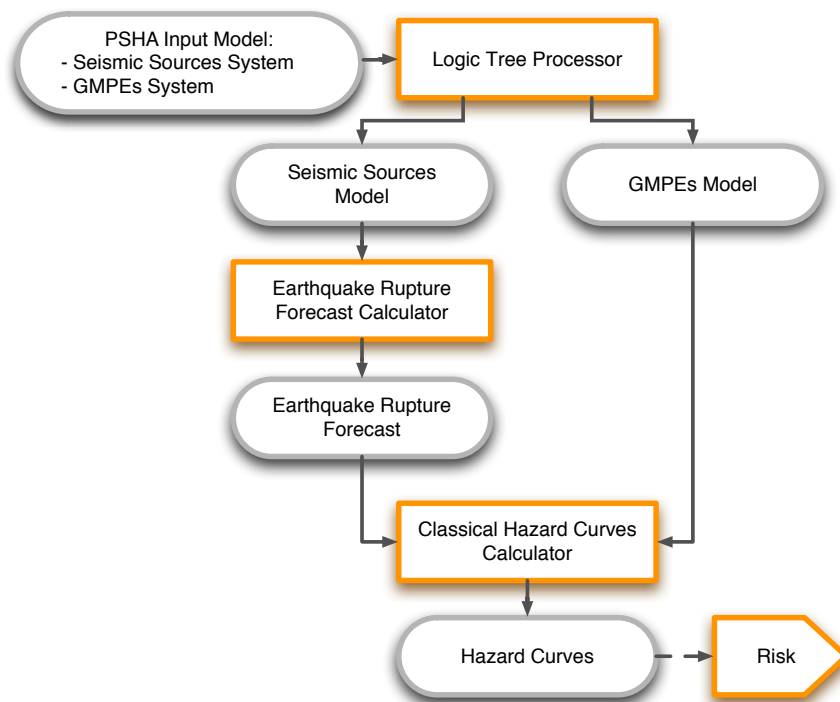 PSHA Input Model:
- Seismic Sources System
- GMPEs System
Logic Tree Processor
Seismic Sources
Model
GMPEs Model
Earthquake Rupture
Forecast Calculator
Earthquake Rupture
Forecast
Classical Hazard Curves
Calculator
Hazard Curves
Risk